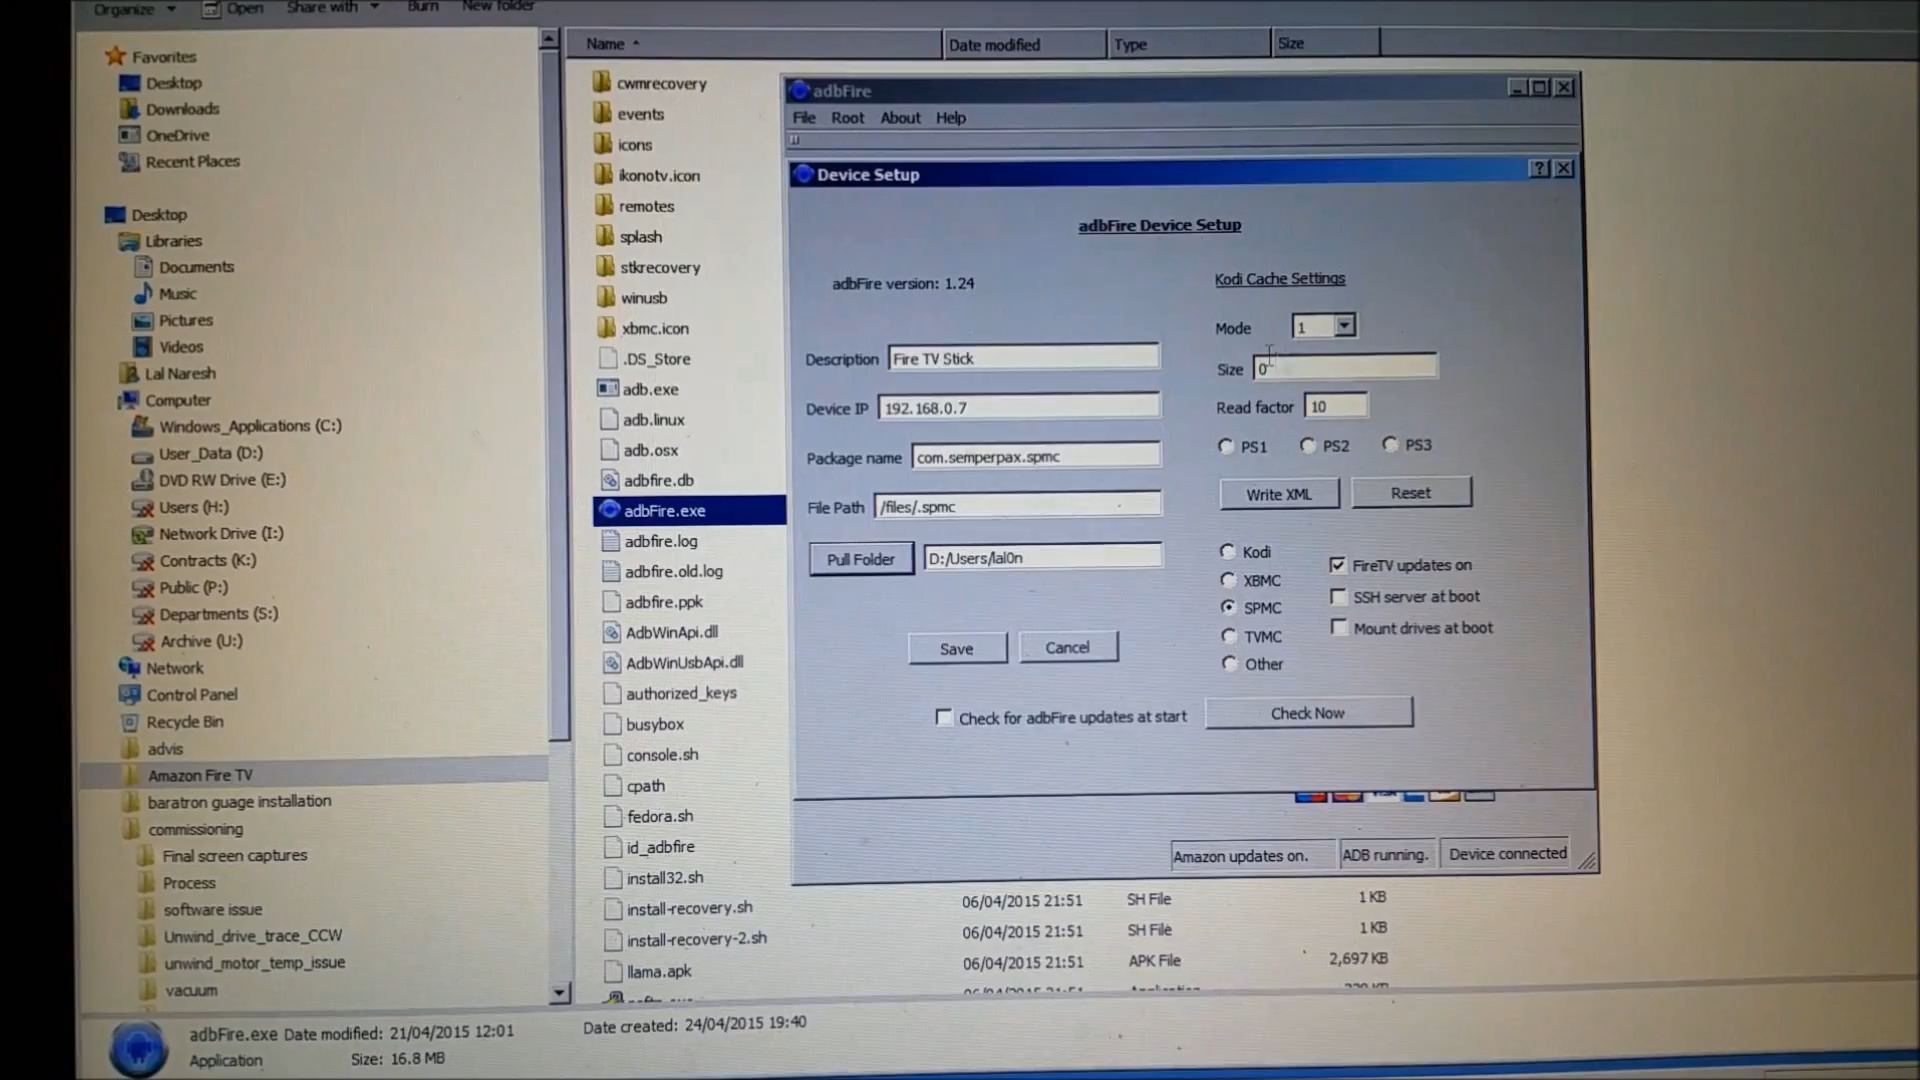 Organize Open Share with Burn New folder
Favorites
Desktop
Downloads
OneDrive
Recent Places
Desktop
Libraries
Documents
Music
Pictures
Videos
Lal Naresh
Computer
Windows_Applications (C:)
User_Data (D:)
DVD RW Drive (E:)
Users (H:)
Network Drive (I:)
Contracts (K:)
Public (P:)
Departments (S:)
Archive (U:)
Network
Control Panel
Recycle Bin
advis
Amazon Fire TV
baratron guage installation
commissioning
Final screen captures
Process
software issue
Unwind_drive_trace_CCW
unwind_motor_temp_issue
vacuum
Name Date modified Type Size
cwmrecovery
events
icons
ikonotv.icon
remotes
splash
stkrecovery
winusb
xbmc.icon
.DS_Store
adb.exe
adb.linux
adb.osx
adbfire.db
adbFire.exe
adbfire.log
adbfire.old.log
adbfire.ppk
AdbWinApi.dll
AdbWinUsbApi.dll
authorized_keys
busybox
console.sh
cpath
fedora.sh
id_adbfire
install32.sh
install-recovery.sh 06/04/2015 21:51 SH File 1 KB
install-recovery-2.sh 06/04/2015 21:51 SH File 1 KB
llama.apk 06/04/2015 21:51 APK File 2,697 KB
adbFire
File Root About Help
Device Setup
adbFire Device Setup
adbFire version: 1.24
Kodi Cache Settings
Mode 1
Description Fire TV Stick
Size 0
Device IP 192.168.0.7
Read factor 10
PS1 PS2 PS3
Package name com.semperpax.spmc
Write XML Reset
File Path /files/.spmc
Pull Folder D:/Users/lal0n
Kodi
XBMC
SPMC
TVMC
Other
FireTV updates on
SSH server at boot
Mount drives at boot
Save Cancel
Check for adbFire updates at start Check Now
Amazon updates on. ADB running. Device connected
adbFire.exe Date modified: 21/04/2015 12:01 Date created: 24/04/2015 19:40
Application Size: 16.8 MB